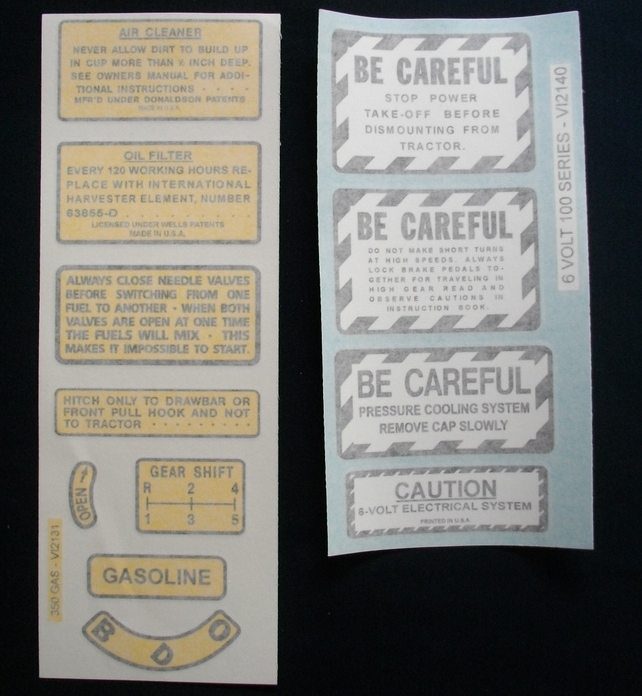 AIR CLEANER
NEVER ALLOW DIRT TO BUILD UP
IN CUP MORE THAN ½ INCH DEEP.
SEE OWNERS MANUAL FOR ADDI-
TIONAL INSTRUCTIONS . . . .
MFR'D UNDER DONALDSON PATENTS
MADE IN U.S.A.
OIL FILTER
EVERY 120 WORKING HOURS RE-
PLACE WITH INTERNATIONAL
HARVESTER ELEMENT, NUMBER
63855-D . . . . . . . . . .
LICENSED UNDER WELLS PATENTS
MADE IN U.S.A.
ALWAYS CLOSE NEEDLE VALVES
BEFORE SWITCHING FROM ONE
FUEL TO ANOTHER · WHEN BOTH
VALVES ARE OPEN AT ONE TIME
THE FUELS WILL MIX · THIS
MAKES IT IMPOSSIBLE TO START.
HITCH ONLY TO DRAWBAR OR
FRONT PULL HOOK AND NOT
TO TRACTOR . . . . . . . .
OPEN
GEAR SHIFT
R 2 4
1 3 5
350 GAS - VI2131
GASOLINE
B D O
BE CAREFUL
STOP POWER
TAKE-OFF BEFORE
DISMOUNTING FROM
TRACTOR.
BE CAREFUL
DO NOT MAKE SHORT TURNS
AT HIGH SPEEDS. ALWAYS
LOCK BRAKE PEDALS TO-
GETHER FOR TRAVELING IN
HIGH GEAR READ AND
OBSERVE CAUTIONS IN
INSTRUCTION BOOK.
BE CAREFUL
PRESSURE COOLING SYSTEM
REMOVE CAP SLOWLY
CAUTION
6-VOLT ELECTRICAL SYSTEM
PRINTED IN U.S.A.
6 VOLT 100 SERIES - VI2140